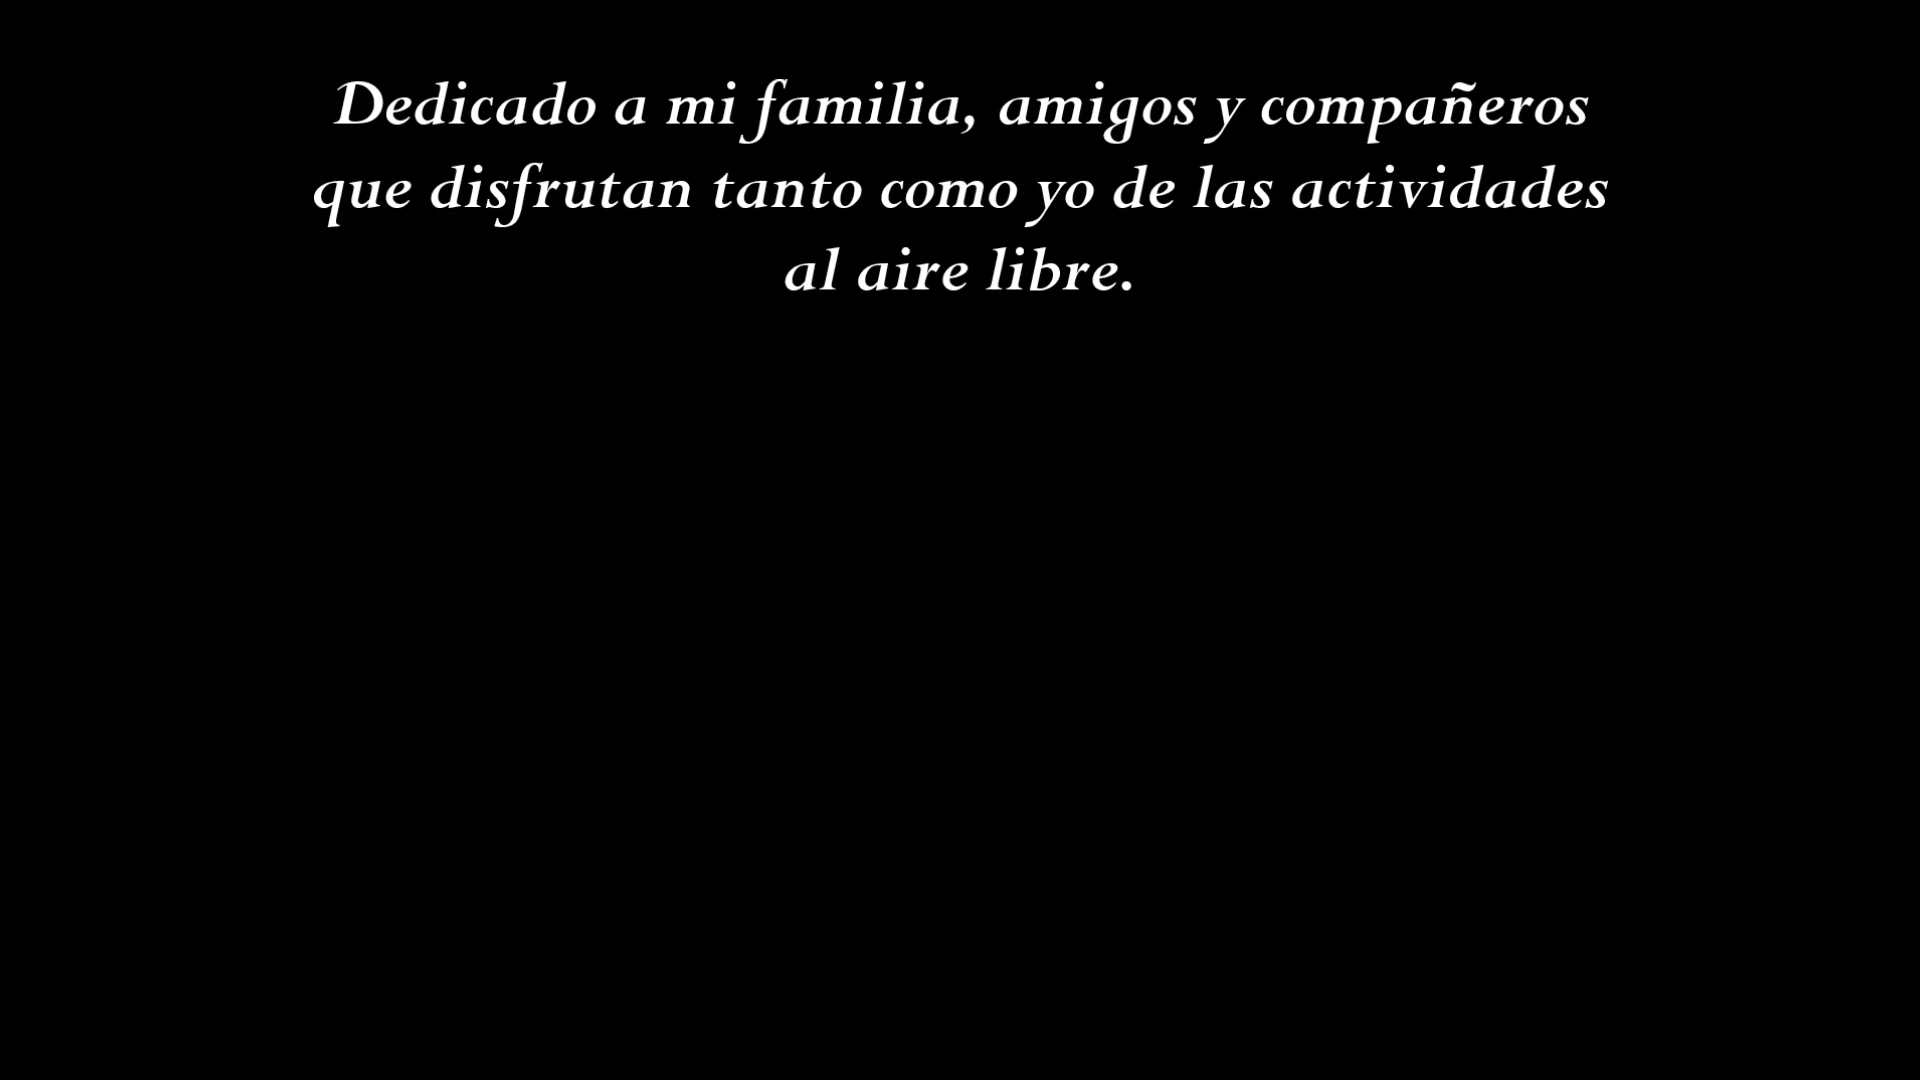 Dedicado a mi familia, amigos y compañeros
que disfrutan tanto como yo de las actividades
al aire libre.